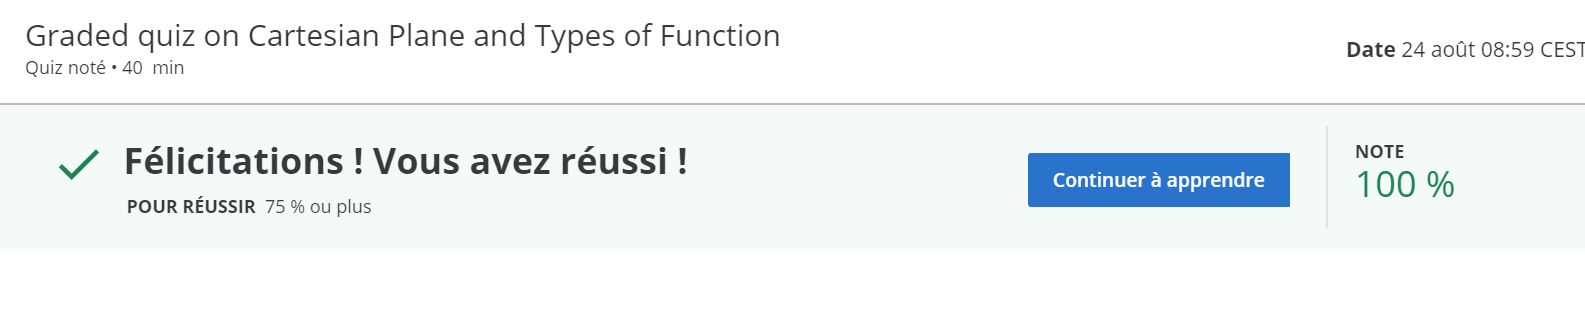 Graded quiz on Cartesian Plane and Types of Function
Quiz noté • 40 min
Date 24 août 08:59 CEST
Félicitations ! Vous avez réussi !
POUR RÉUSSIR 75 % ou plus
Continuer à apprendre
NOTE
100 %